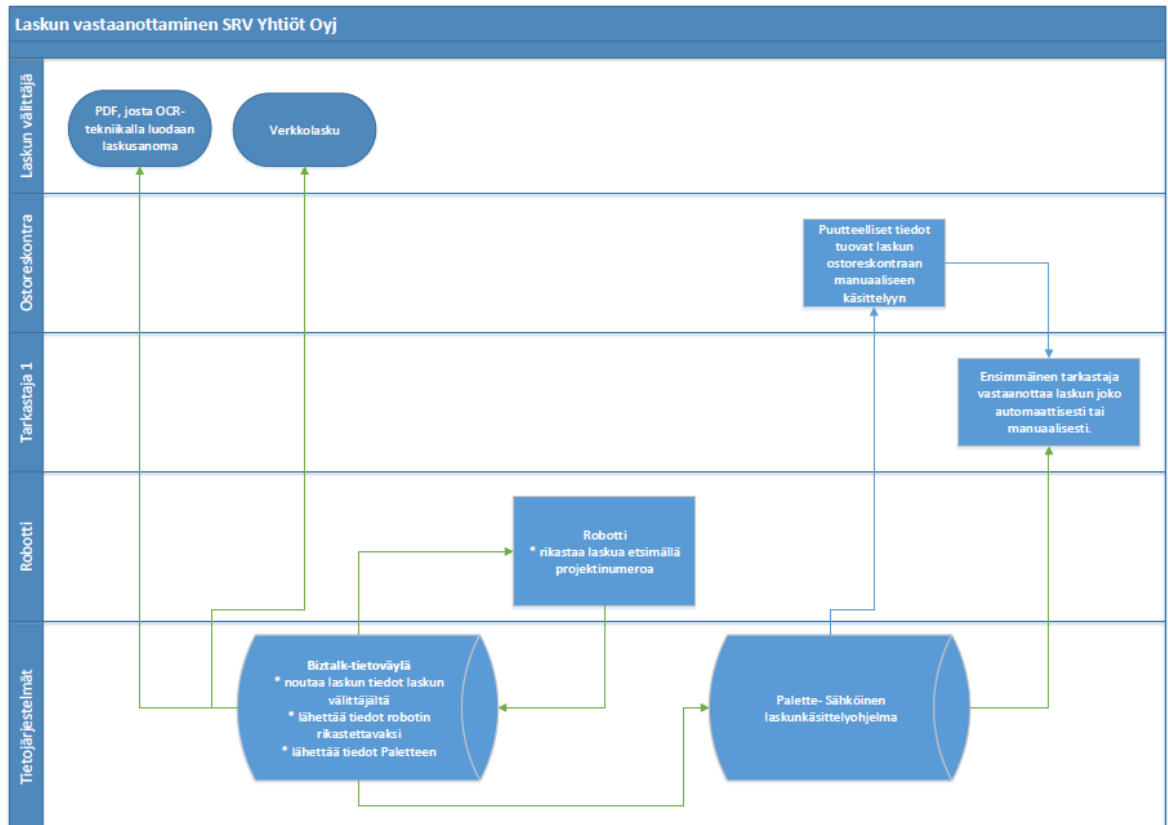 Laskun vastaanottaminen SRV Yhtiöt Oyj
Laskun välittäjä
PDF, josta OCR-
tekniikalla luodaan
laskusanoma
Verkkolasku
Ostoreskontra
Puutteelliset tiedot
tuovat laskun
ostoreskontraan
manuaaliseen
käsittelyyn
Tarkastaja 1
Ensimmäinen tarkastaja
vastaanottaa laskun joko
automaattisesti tai
manuaalisesti.
Robotti
Robotti
* rikastaa laskua etsimällä
projektinumeroa
Tietojärjestelmät
Biztalk-tietoväylä
* noutaa laskun tiedot laskun
välittäjältä
* lähettää tiedot robotin
rikastettavaksi
* lähettää tiedot Paletteen
Palette- Sähköinen
laskunkäsittelyohjelma